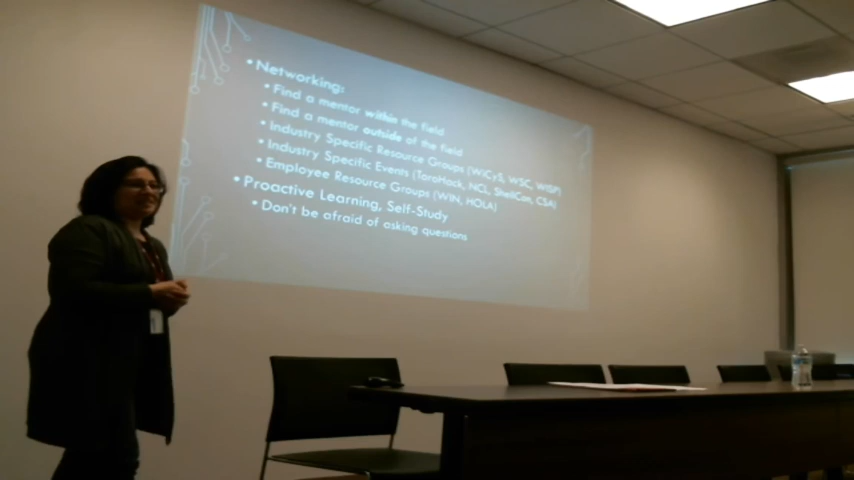 • Networking:
• Find a mentor within the field
• Find a mentor outside of the field
• Industry Specific Resource Groups (WiCyS, WSC, WISP)
• Industry Specific Events (ToroHack, NCL, ShellCon, CSA)
• Employee Resource Groups (WIN, HOLA)
• Proactive Learning, Self-Study
• Don't be afraid of asking questions